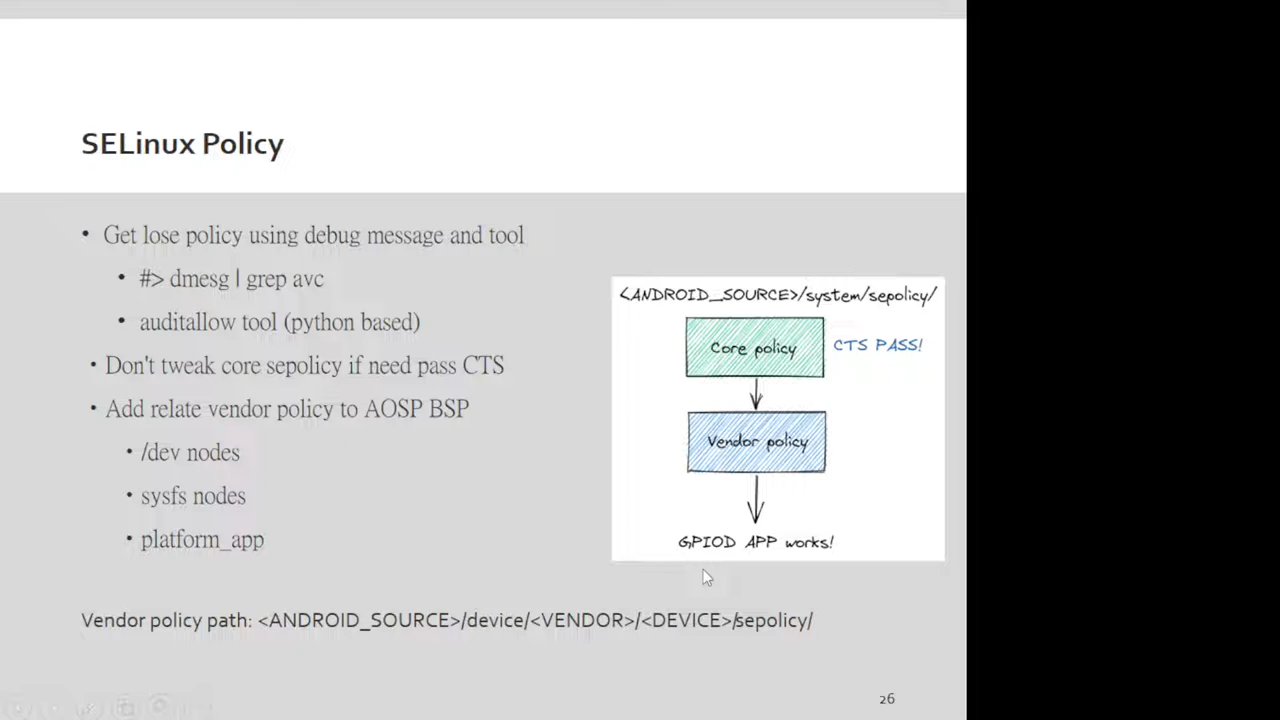 SELinux Policy
Get lose policy using debug message and tool
#> dmesg | grep avc
auditallow tool (python based)
Don't tweak core sepolicy if need pass CTS
Add relate vendor policy to AOSP BSP
/dev nodes
sysfs nodes
platform_app
<ANDROID_SOURCE>/system/sepolicy/
Core policy
CTS PASS!
Vendor policy
GPIOD APP works!
Vendor policy path: <ANDROID_SOURCE>/device/<VENDOR>/<DEVICE>/sepolicy/
26